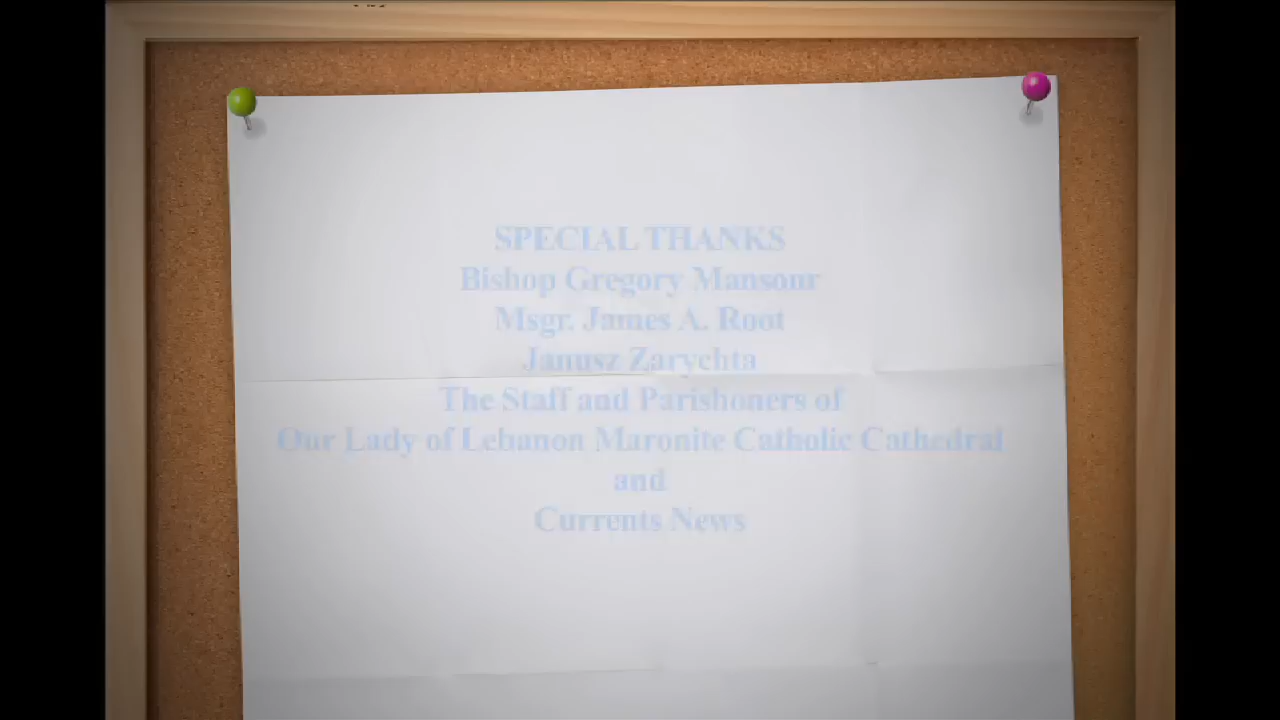 SPECIAL THANKS
Bishop Gregory Mansour
Msgr. James A. Root
Janusz Zarychta
The Staff and Parishoners of
Our Lady of Lebanon Maronite Catholic Cathedral
and
Currents News